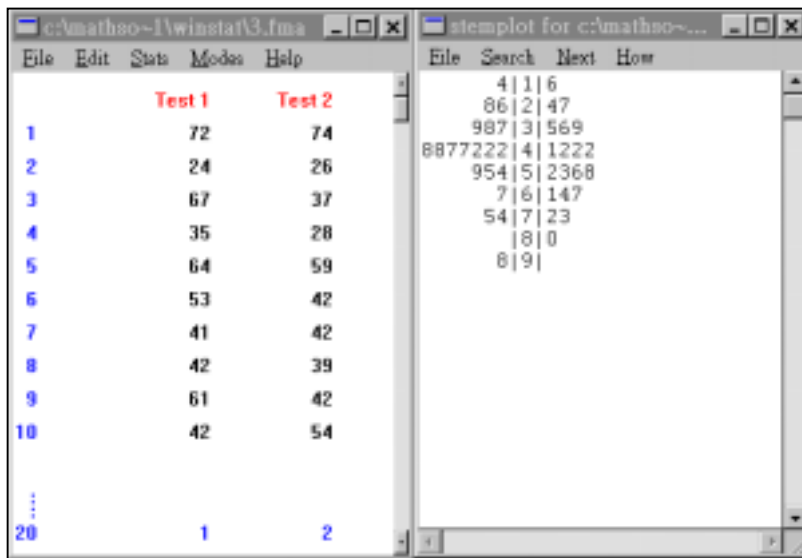 c:\mathso~1\winstat\3.fma
File Edit Stats Modes Help
Test 1 Test 2
1 72 74
2 24 26
3 67 37
4 35 28
5 64 59
6 53 42
7 41 42
8 42 39
9 61 42
10 42 54
20 1 2
stemplot for c:\mathso~...
File Search Next How
4|1|6
86|2|47
987|3|569
8877222|4|1222
954|5|2368
7|6|147
54|7|23
|8|0
8|9|